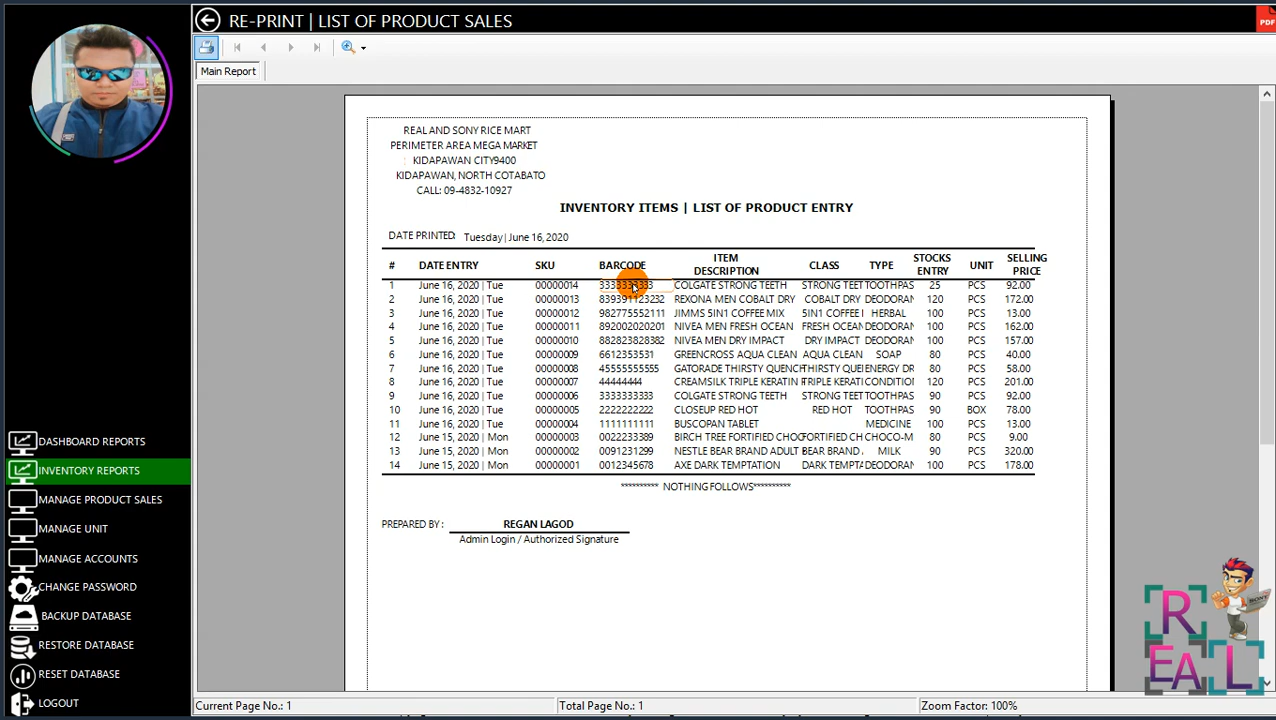 RE-PRINT | LIST OF PRODUCT SALES
PDF
Main Report
REAL AND SONY RICE MART
PERIMETER AREA MEGA MARKET
: KIDAPAWAN CITY9400
KIDAPAWAN, NORTH COTABATO
CALL: 09-4832-10927
INVENTORY ITEMS | LIST OF PRODUCT ENTRY
DATE PRINTED: Tuesday | June 16, 2020
# DATE ENTRY SKU BARCODE ITEM DESCRIPTION CLASS TYPE STOCKS ENTRY UNIT SELLING PRICE
1 June 16, 2020 | Tue 00000014 3333333333 COLGATE STRONG TEETH STRONG TEET TOOTHPAS 25 PCS 92.00
2 June 16, 2020 | Tue 00000013 839391123232 REXONA MEN COBALT DRY COBALT DRY DEODORAN 120 PCS 172.00
3 June 16, 2020 | Tue 00000012 982775552111 JIMMS 5IN1 COFFEE MIX 5IN1 COFFEE HERBAL 100 PCS 13.00
4 June 16, 2020 | Tue 00000011 892002020201 NIVEA MEN FRESH OCEAN FRESH OCEAN DEODORAN 100 PCS 162.00
5 June 16, 2020 | Tue 00000010 882823828382 NIVEA MEN DRY IMPACT DRY IMPACT DEODORAN 100 PCS 157.00
6 June 16, 2020 | Tue 00000009 6612353531 GREENCROSS AQUA CLEAN AQUA CLEAN SOAP 80 PCS 40.00
7 June 16, 2020 | Tue 00000008 45555555555 GATORADE THIRSTY QUENCH THIRSTY QUE ENERGY DR 80 PCS 58.00
8 June 16, 2020 | Tue 00000007 44444444 CREAMSILK TRIPLE KERATIN TRIPLE KERATI CONDITIO 120 PCS 201.00
9 June 16, 2020 | Tue 00000006 3333333333 COLGATE STRONG TEETH STRONG TEET TOOTHPAS 90 PCS 92.00
10 June 16, 2020 | Tue 00000005 2222222222 CLOSEUP RED HOT RED HOT TOOTHPAS 90 BOX 78.00
11 June 16, 2020 | Tue 00000004 1111111111 BUSCOPAN TABLET MEDICINE 100 PCS 13.00
12 June 15, 2020 | Mon 00000003 0022233389 BIRCH TREE FORTIFIED CHOC FORTIFIED CH CHOCO-M 80 PCS 9.00
13 June 15, 2020 | Mon 00000002 0091231299 NESTLE BEAR BRAND ADULT BEAR BRAND MILK 90 PCS 320.00
14 June 15, 2020 | Mon 00000001 0012345678 AXE DARK TEMPTATION DARK TEMPTA DEODORAN 100 PCS 178.00
********** NOTHING FOLLOWS**********
PREPARED BY : REGAN LAGOD
Admin Login / Authorized Signature
DASHBOARD REPORTS
INVENTORY REPORTS
MANAGE PRODUCT SALES
MANAGE UNIT
MANAGE ACCOUNTS
CHANGE PASSWORD
BACKUP DATABASE
RESTORE DATABASE
RESET DATABASE
LOGOUT
R
EAL
Current Page No.: 1 Total Page No.: 1 Zoom Factor: 100%